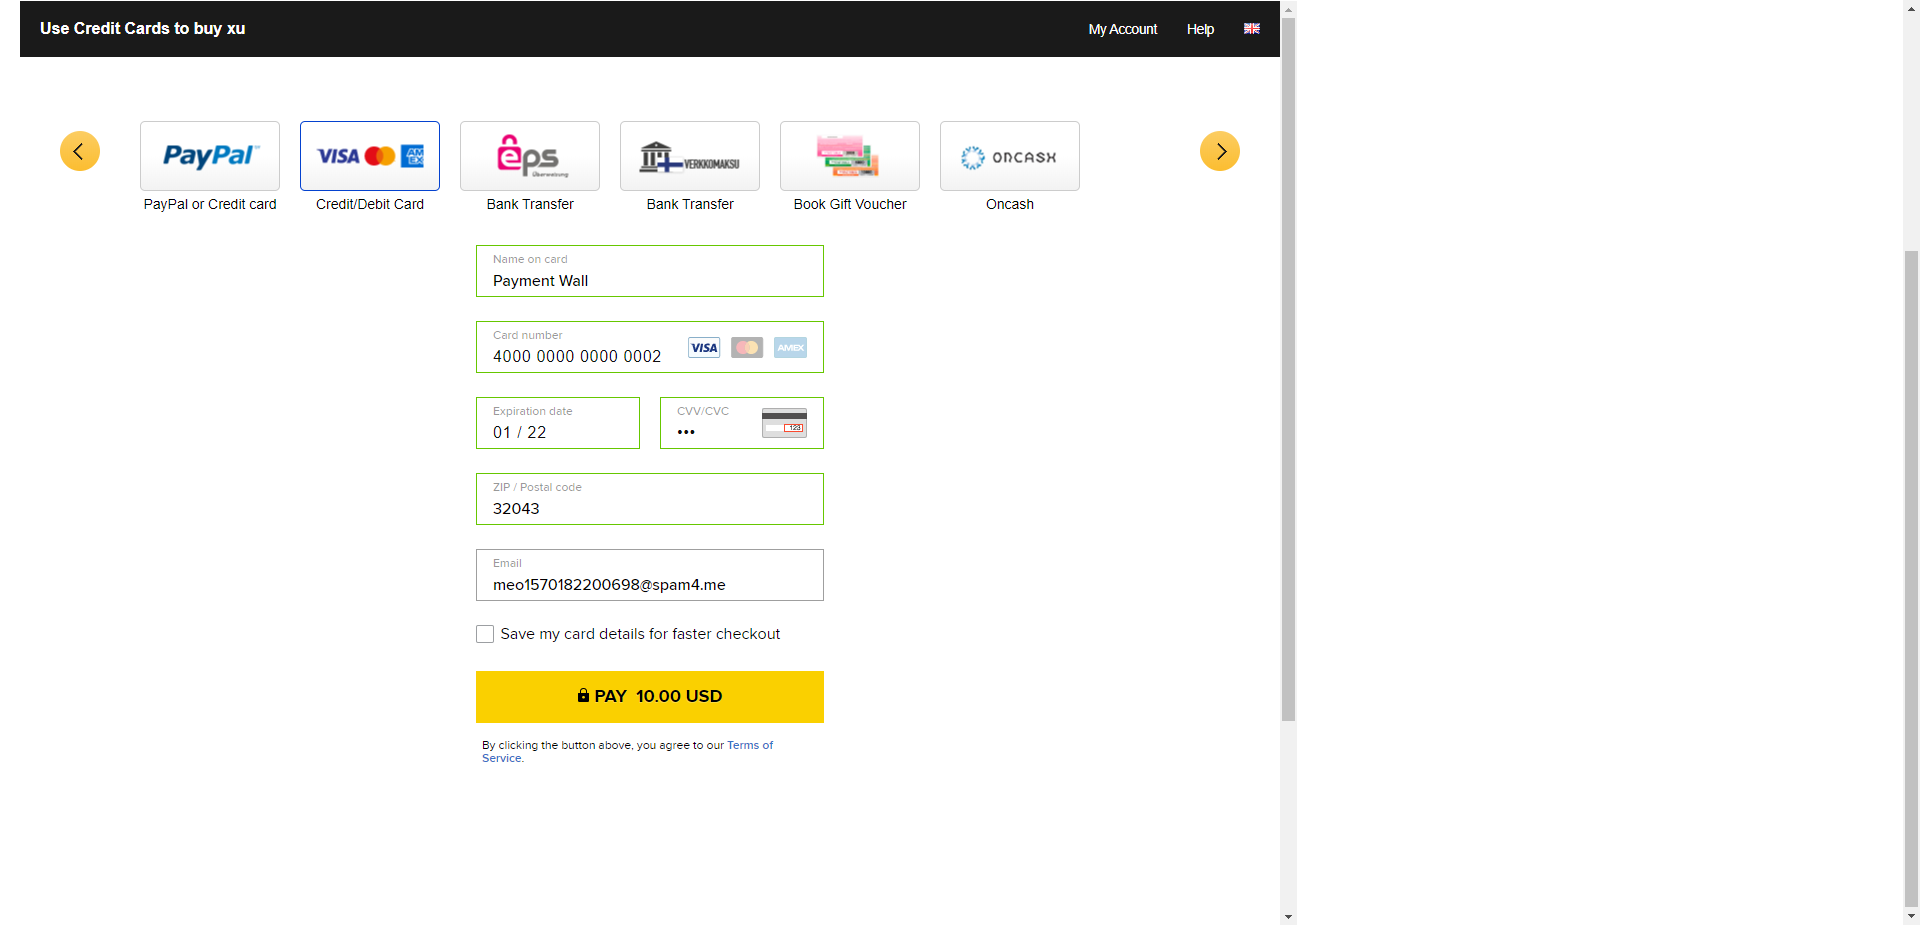 Use Credit Cards to buy xu
My Account
Help
PayPal™
VISA
AM
EX
ėps
Überweisung
VERKKOMAKSU
ONCASH
PayPal or Credit card
Credit/Debit Card
Bank Transfer
Bank Transfer
Book Gift Voucher
Oncash
Name on card
Payment Wall
Card number
4000 0000 0000 0002
VISA
AMEX
Expiration date
01 / 22
CVV/CVC
•••
123
ZIP / Postal code
32043
Email
meo1570182200698@spam4.me
Save my card details for faster checkout
PAY 10.00 USD
By clicking the button above, you agree to our Terms of
Service.